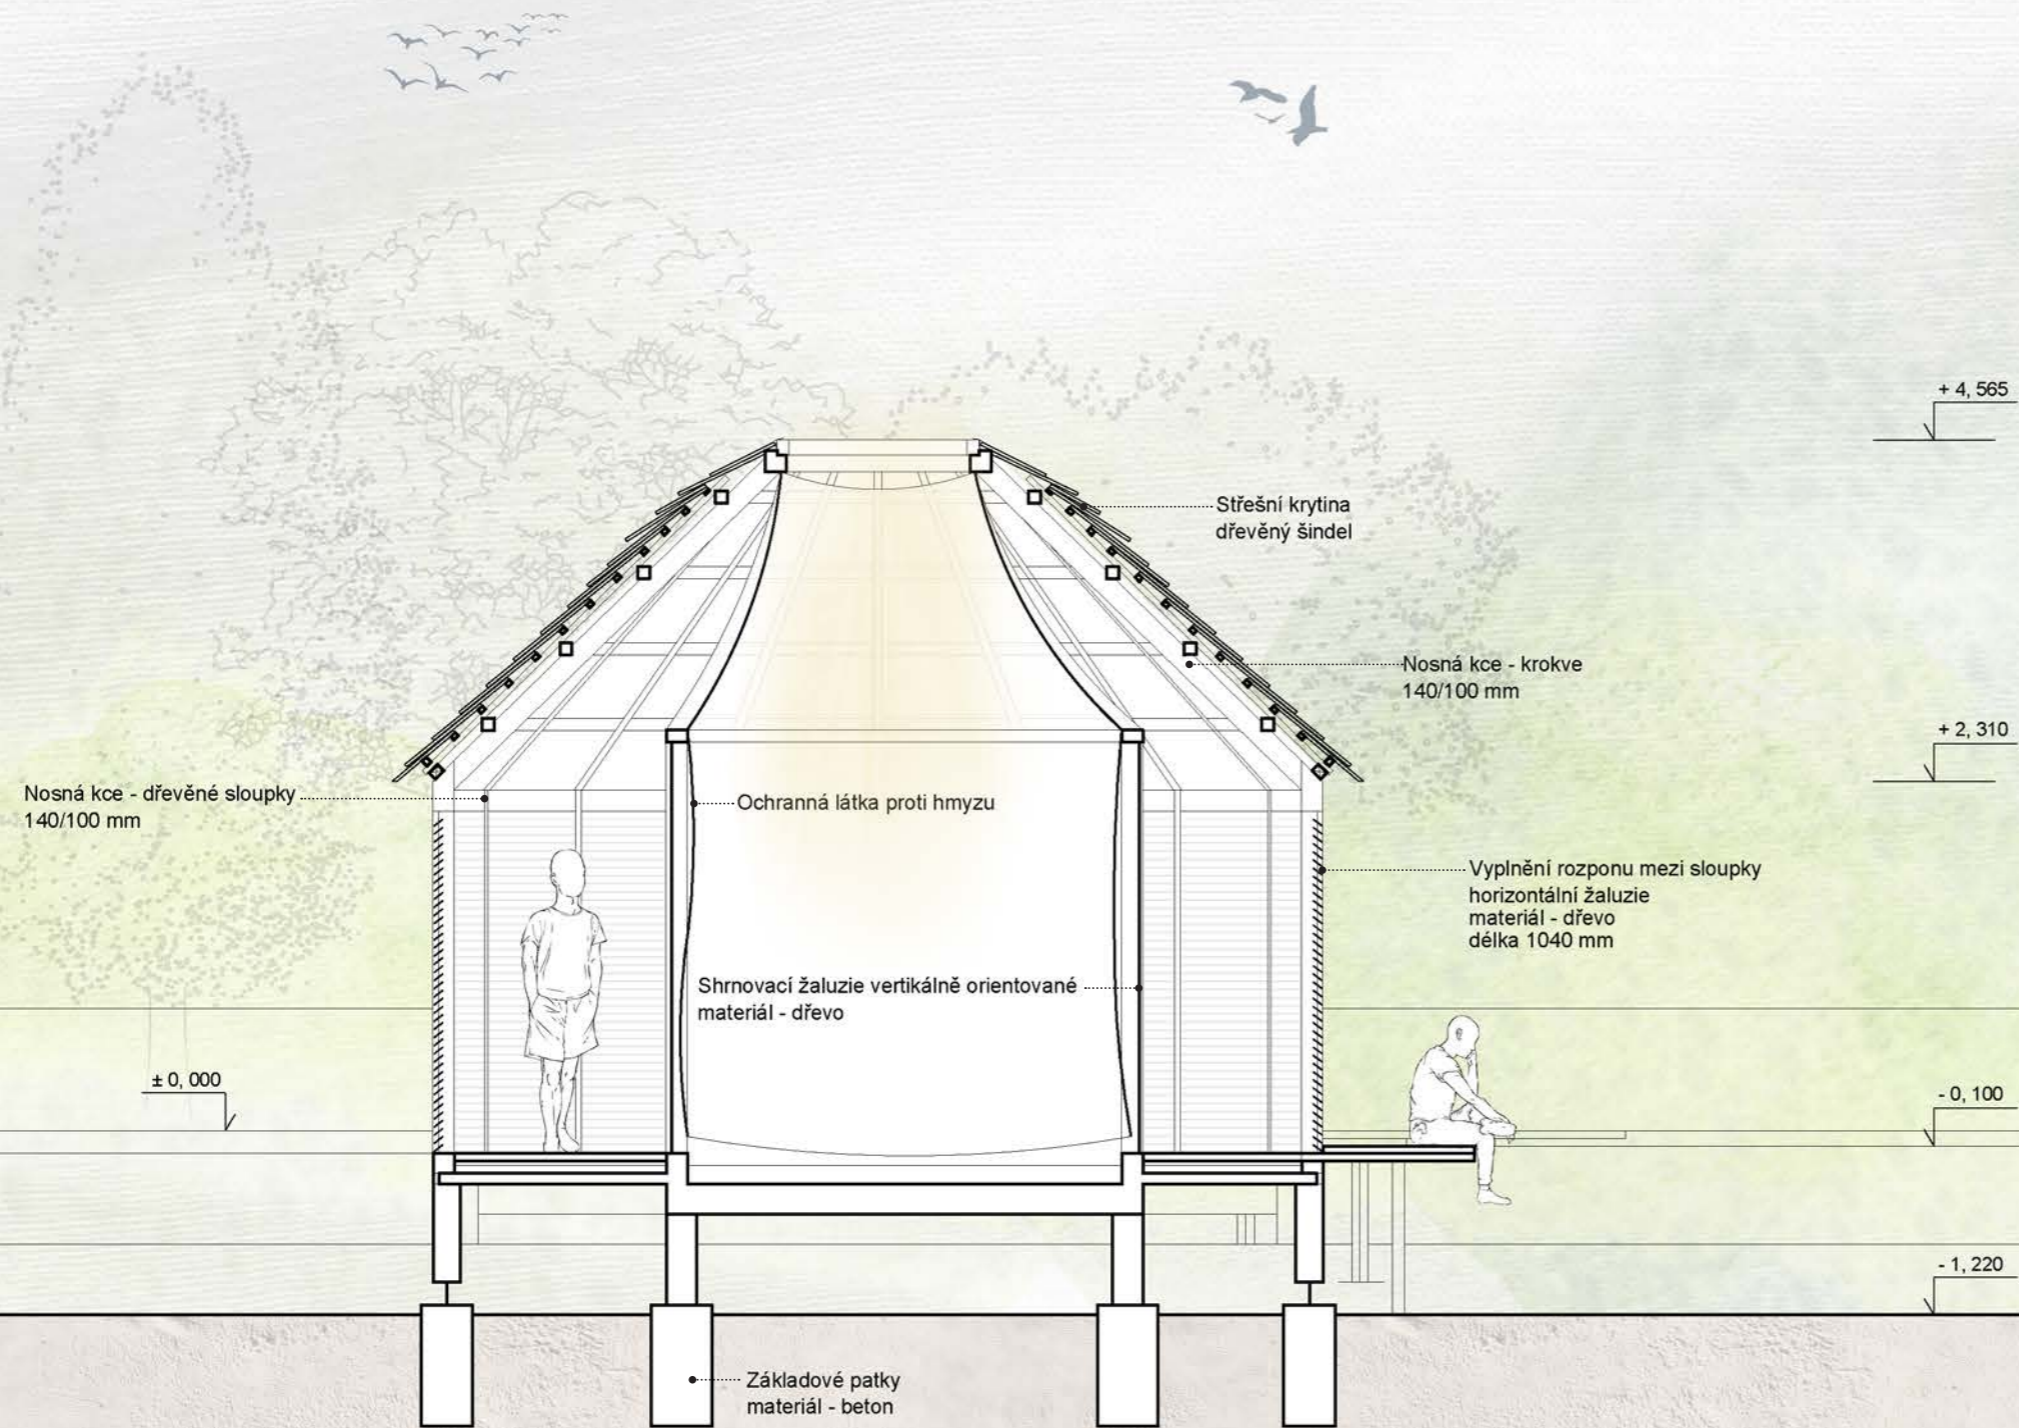 + 4, 565
Střešní krytina
dřevěný šindel
Nosná kce - krokve
140/100 mm
+ 2, 310
Nosná kce - dřevěné sloupky
140/100 mm
Ochranná látka proti hmyzu
Vyplnění rozponu mezi sloupky
horizontální žaluzie
materiál - dřevo
délka 1040 mm
Shrnovací žaluzie vertikálně orientované
materiál - dřevo
± 0, 000
- 0, 100
- 1, 220
Základové patky
materiál - beton